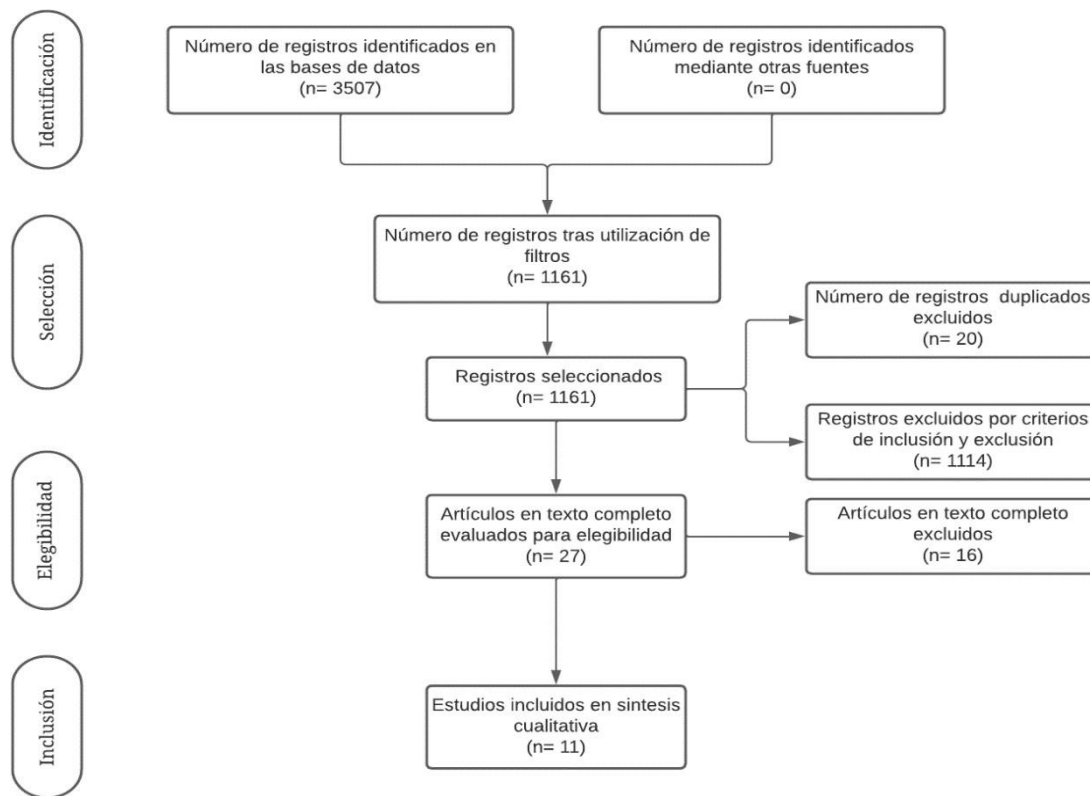 Identificación
Número de registros identificados en
las bases de datos
(n= 3507)
Número de registros identificados
mediante otras fuentes
(n= 0)
Selección
Número de registros tras utilización de
filtros
(n= 1161)
Número de registros duplicados
excluidos
(n= 20)
Registros seleccionados
(n= 1161)
Registros excluidos por criterios
de inclusión y exclusión
(n= 1114)
Elegibilidad
Artículos en texto completo
evaluados para elegibilidad
(n= 27)
Artículos en texto completo
excluidos
(n= 16)
Inclusión
Estudios incluidos en sintesis
cualitativa
(n= 11)